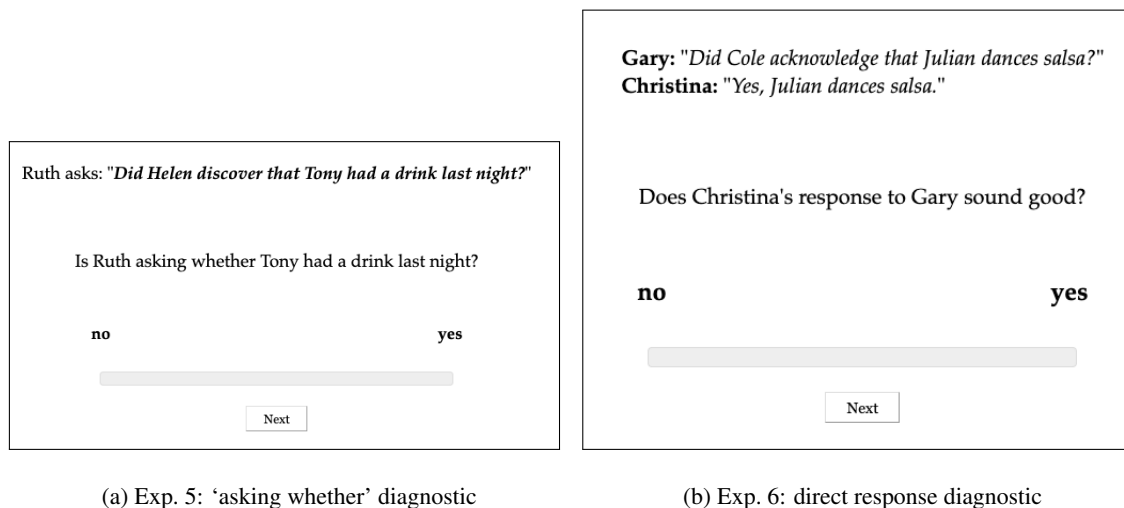 Ruth asks: "Did Helen discover that Tony had a drink last night?"
Is Ruth asking whether Tony had a drink last night?
no yes
Next
(a) Exp. 5: ‘asking whether’ diagnostic
Gary: "Did Cole acknowledge that Julian dances salsa?"
Christina: "Yes, Julian dances salsa."
Does Christina's response to Gary sound good?
no yes
Next
(b) Exp. 6: direct response diagnostic